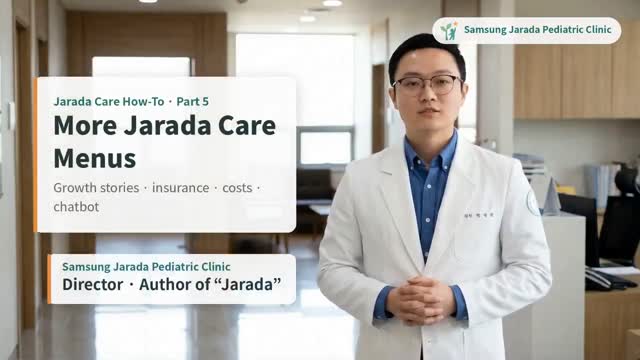 Samsung Jarada Pediatric Clinic
Jarada Care How-To · Part 5
More Jarada Care
Menus
Growth stories · insurance · costs ·
chatbot
Samsung Jarada Pediatric Clinic
Director · Author of “Jarada”